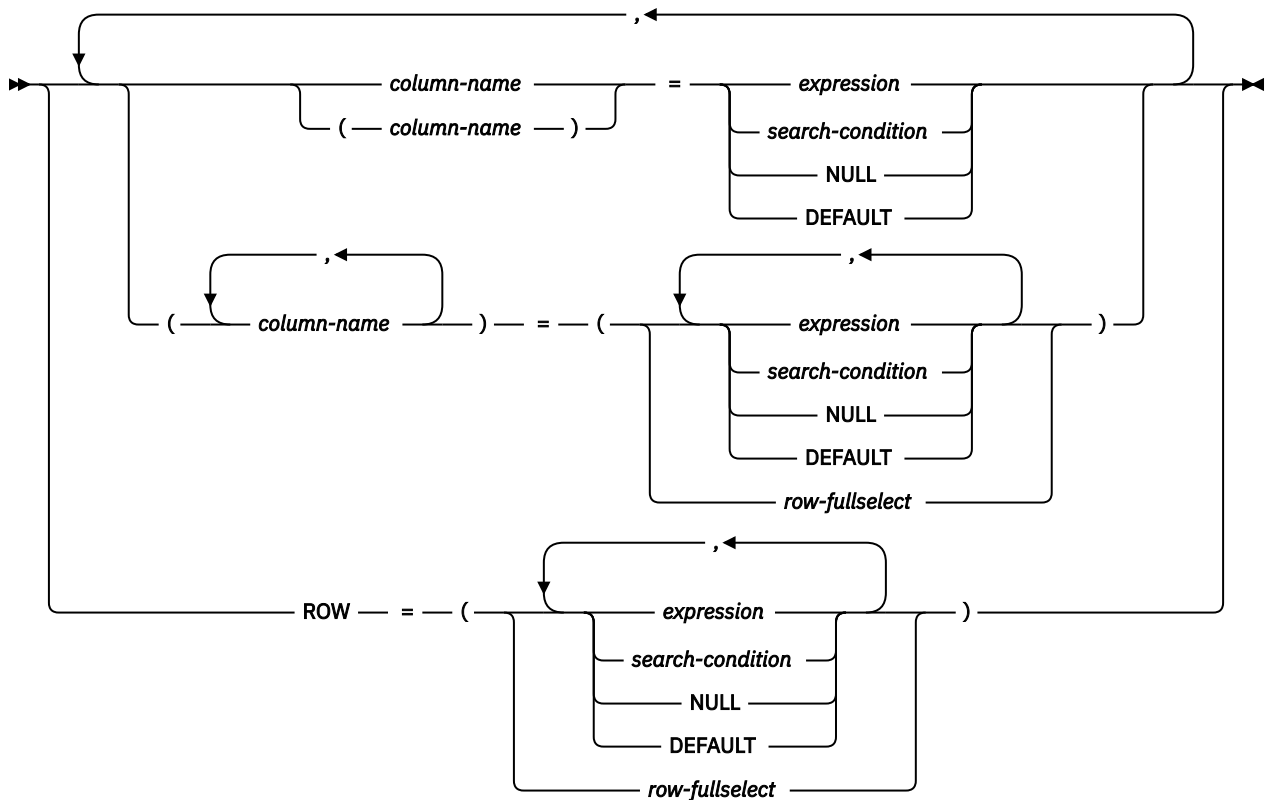 ,
column-name = expression
( column-name ) search-condition
NULL
DEFAULT
, ,
( column-name ) = ( expression )
search-condition
NULL
DEFAULT
row-fullselect
,
ROW = ( expression )
search-condition
NULL
DEFAULT
row-fullselect